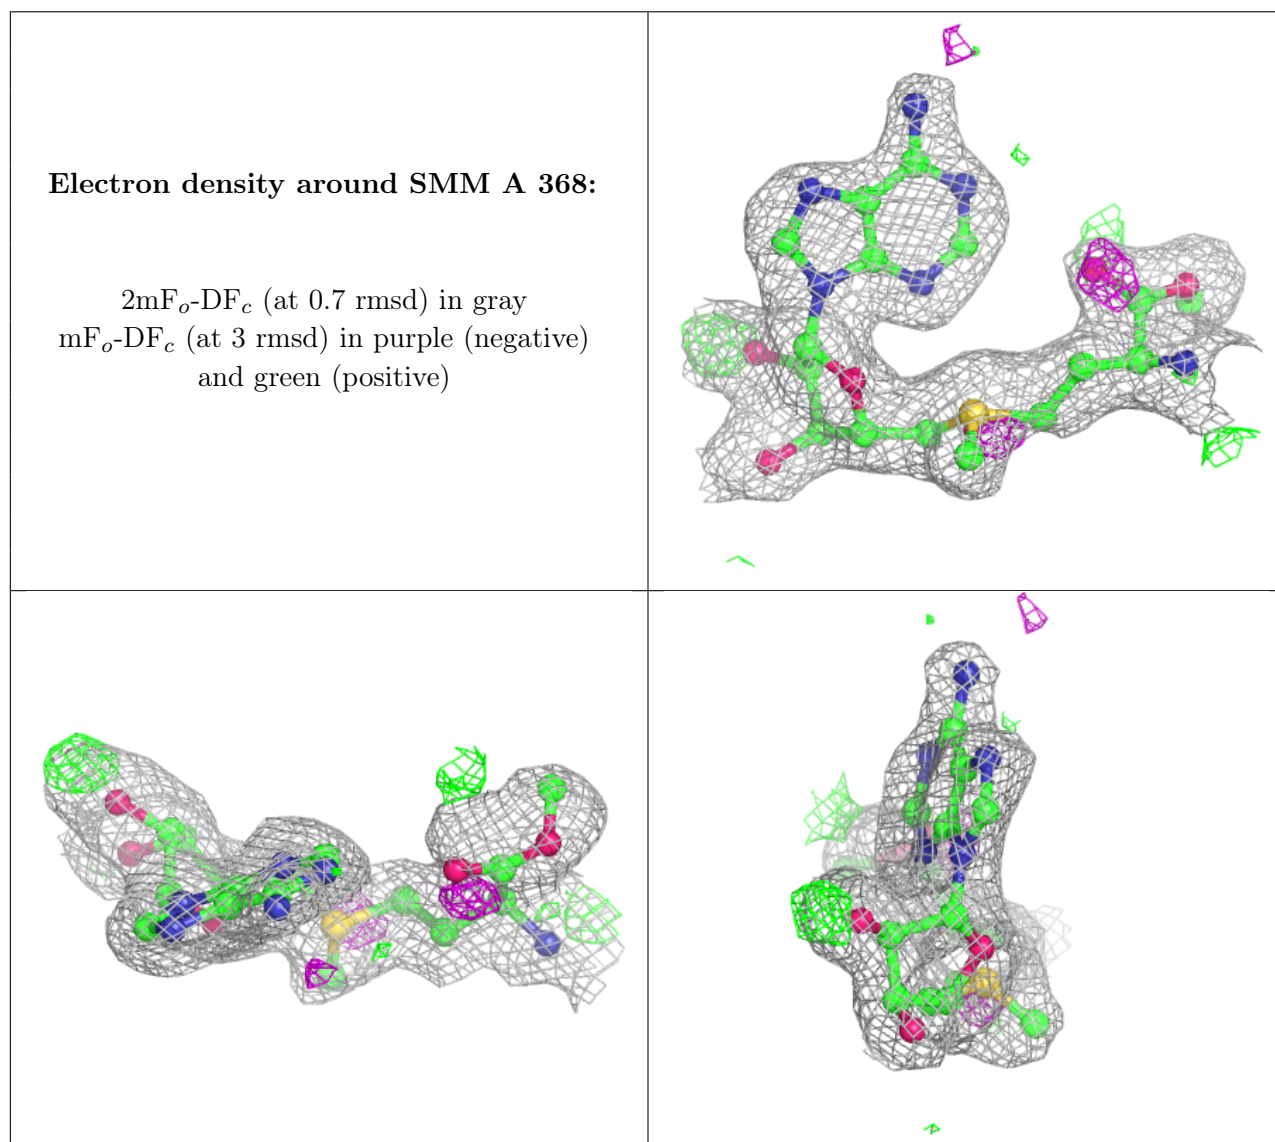 Electron density around SMM A 368:
2mFo-DFc (at 0.7 rmsd) in gray
mFo-DFc (at 3 rmsd) in purple (negative)
and green (positive)